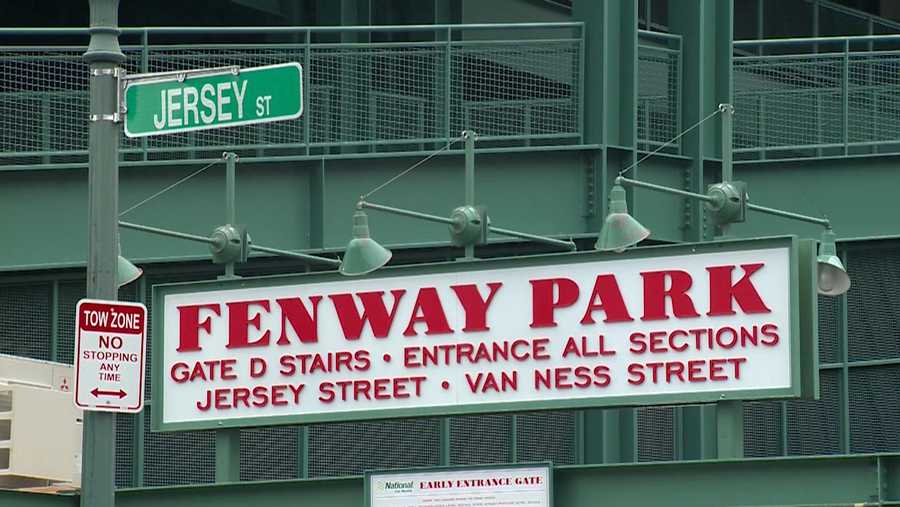 JERSEY ST
FENWAY PARK
GATE D STAIRS • ENTRANCE ALL SECTIONS
JERSEY STREET • VAN NESS STREET
TOW ZONE
NO
STOPPING
ANY
TIME
National
EARLY ENTRANCE GATE